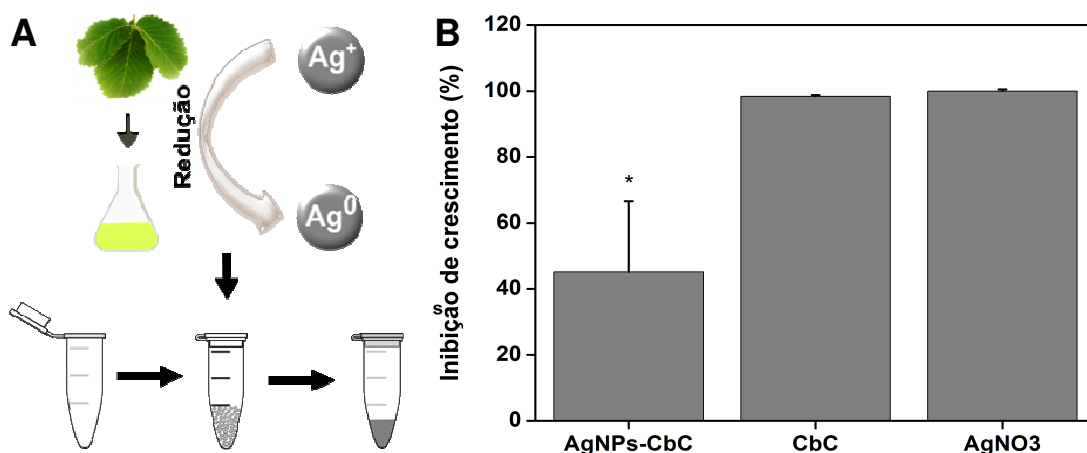 A
Ag⁺
Redução
Ag⁰
B
Inibição de crescimento (%)
s
120
100
80
60
40
20
0
*
AgNPs-CbC
CbC
AgNO3